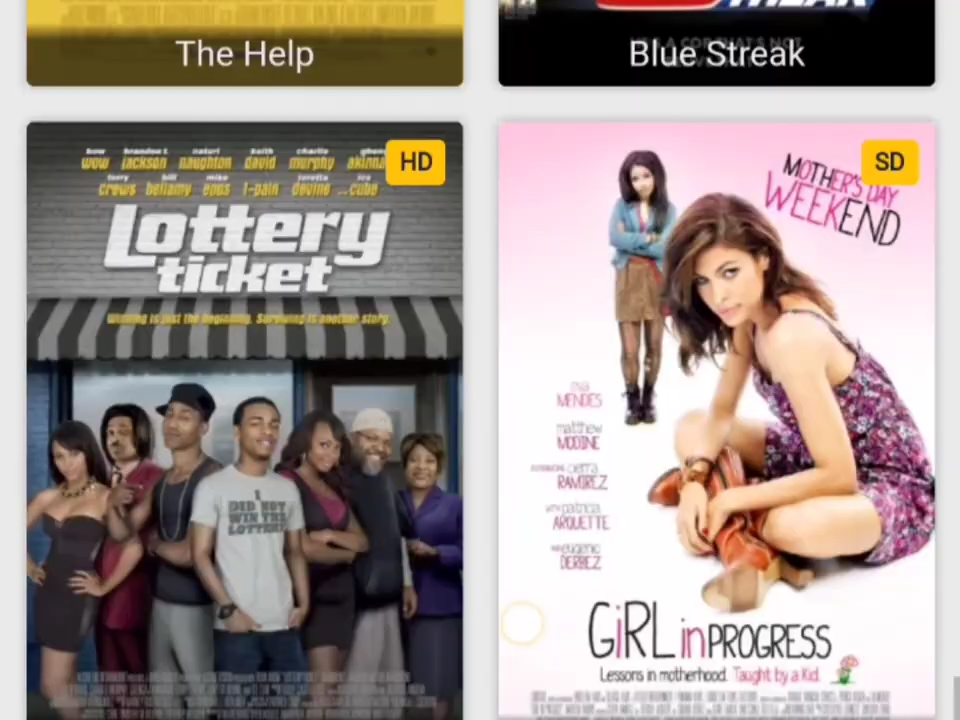 The Help
Blue Streak
HD
bow brandon t. naturi keith charlie
wow jackson naughton david murphy akinna
terry bill mike loretta ice
crews bellamy epps t-pain devine ...cube
Lottery
ticket
Winning is just the beginning. Surviving is another story.
I
DID NOT
WIN THE
LOTTERY
SD
MOTHER'S DAY
WEEKEND
eva
MENDES
matthew
MODINE
cierra
RAMIREZ
patricia
ARQUETTE
eugenio
DERBEZ
GiRL in PROGRESS
Lessons in motherhood. Taught by a Kid.